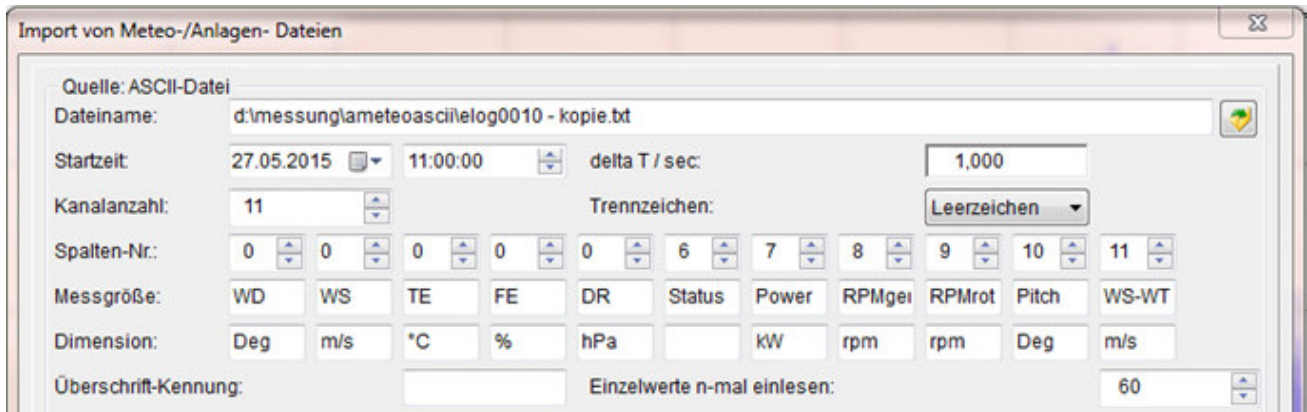 Import von Meteo-/Anlagen- Dateien
Quelle: ASCII-Datei
Dateiname: d:\messung\ameteoascii\elog0010 - kopie.txt
Startzeit: 27.05.2015 11:00:00 delta T / sec: 1,000
Kanalanzahl: 11 Trennzeichen: Leerzeichen
Spalten-Nr.: 0 0 0 0 0 6 7 8 9 10 11
Messgröße: WD WS TE FE DR Status Power RPMger RPMrot Pitch WS-WT
Dimension: Deg m/s °C % hPa kW rpm rpm Deg m/s
Überschrift-Kennung: Einzelwerte n-mal einlesen: 60